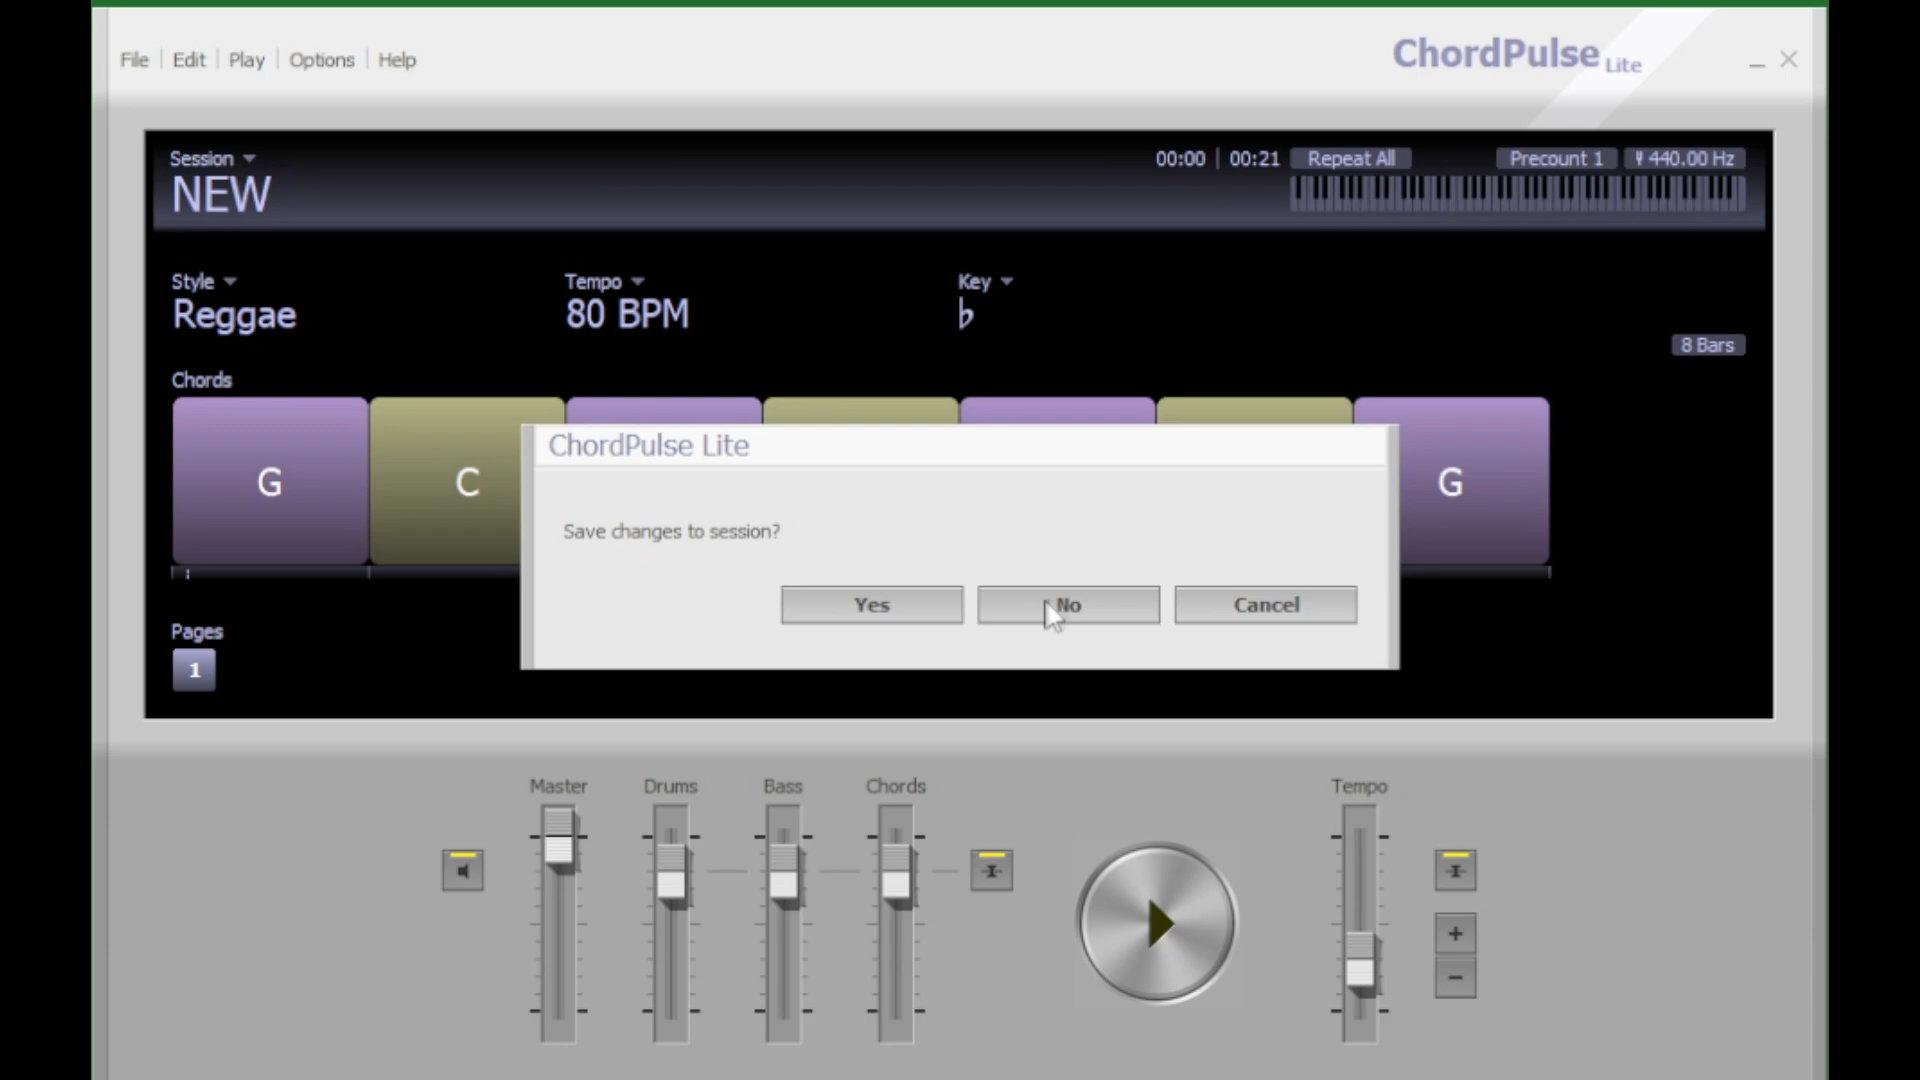 File Edit Play Options Help
ChordPulse Lite
Session
NEW
00:00 00:21 Repeat All Precount 1 440.00 Hz
Style
Reggae
Tempo
80 BPM
Key
♭
8 Bars
Chords
G
C
G
ChordPulse Lite
Save changes to session?
Yes
No
Cancel
Pages
1
Master
Drums
Bass
Chords
Tempo
+
-